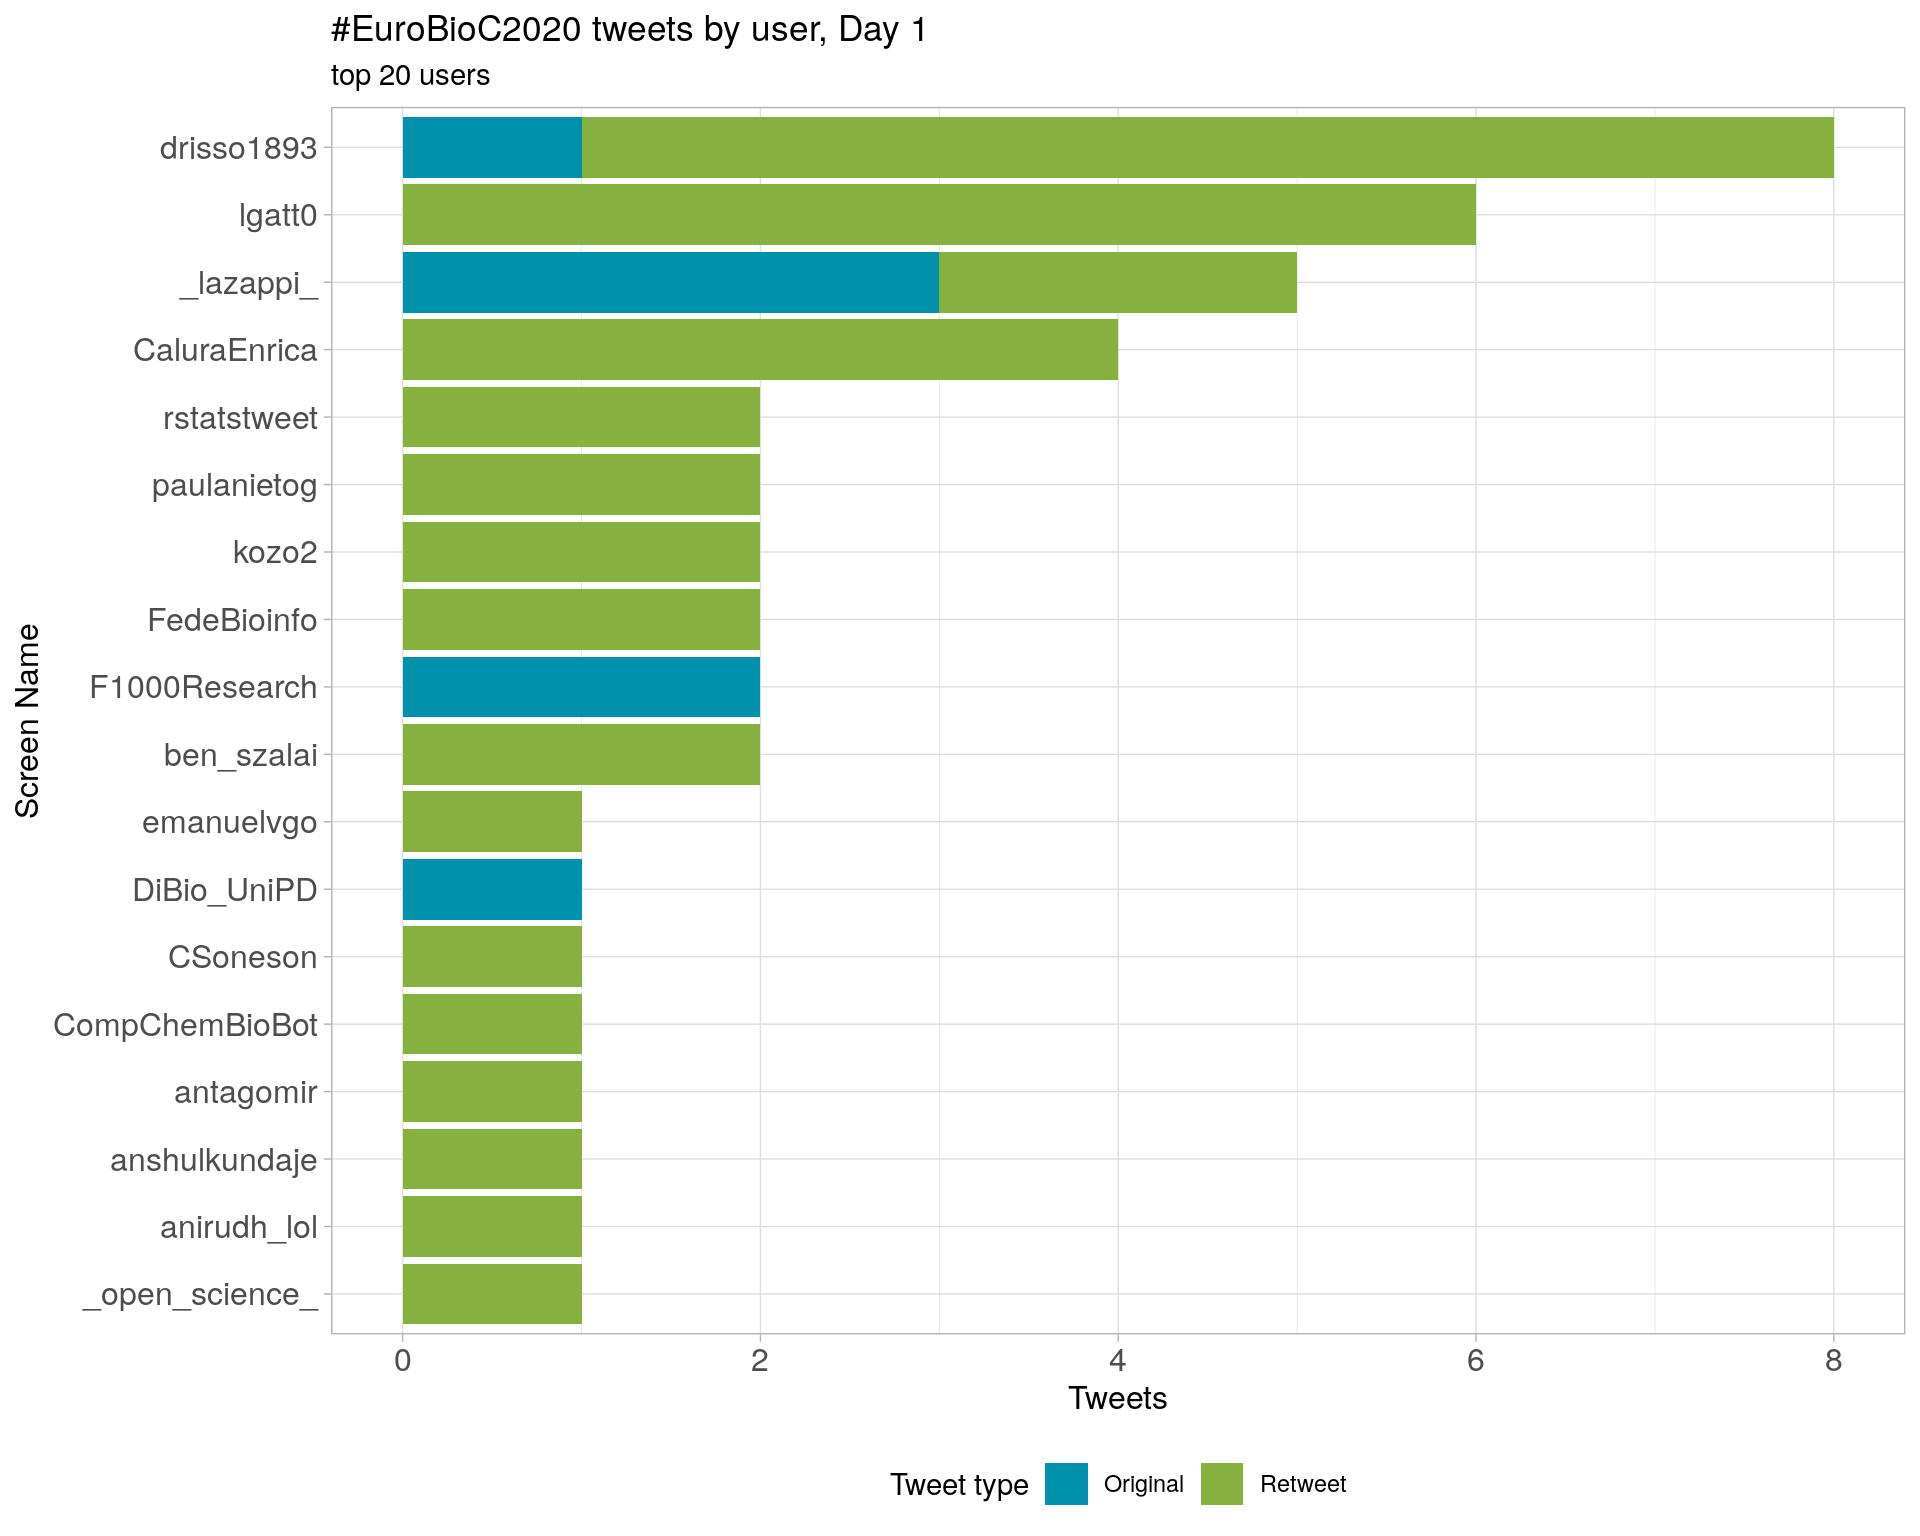 #EuroBioC2020 tweets by user, Day 1
top 20 users
Screen Name
drisso1893
lgatt0
_lazappi_
CaluraEnrica
rstatstweet
paulanietog
kozo2
FedeBioinfo
F1000Research
ben_szalai
emanuelvgo
DiBio_UniPD
CSoneson
CompChemBioBot
antagomir
anshulkundaje
anirudh_lol
_open_science_
0 2 4 6 8
Tweets
Tweet type Original Retweet